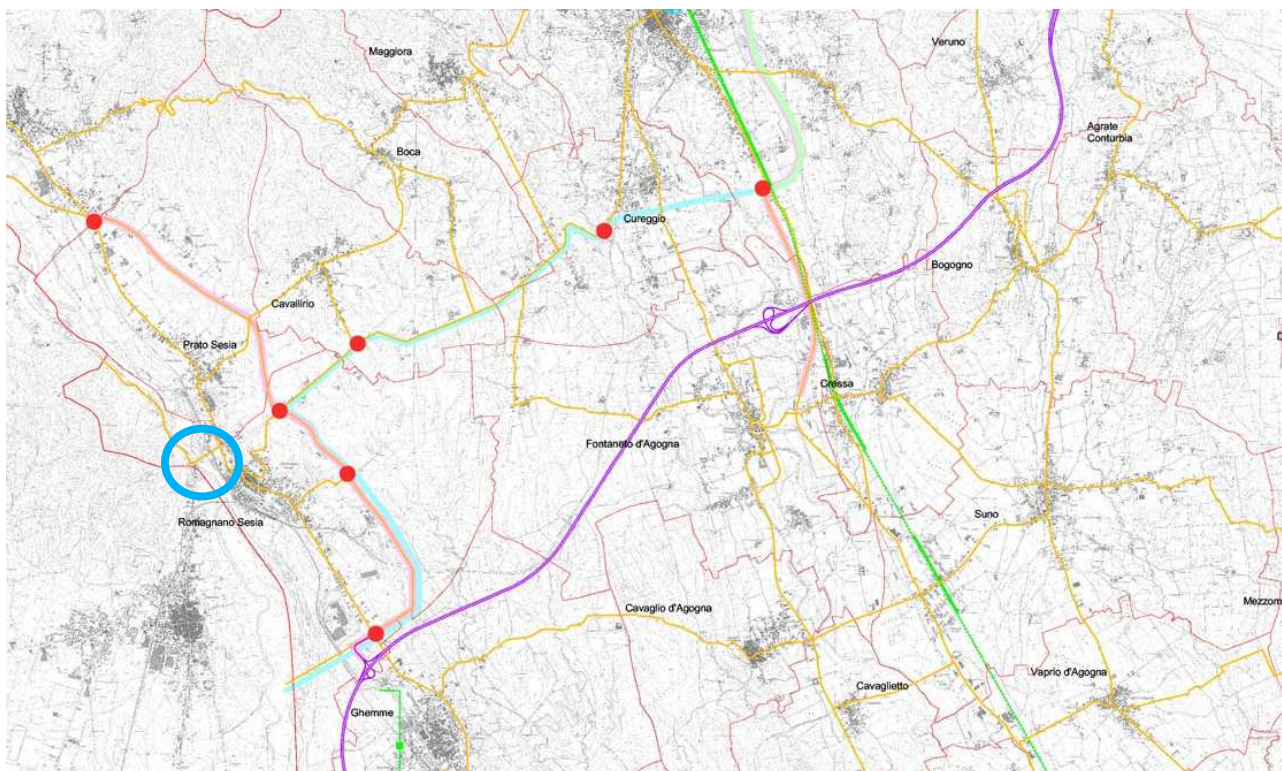 Veruno
Maggiora
Agrate
Conturbia
Boca
Cureggio
Bogogno
Cavallirio
Prato Sesia
Cressa
Fontaneto d'Agogna
Suno
Romagnano Sesia
Cavaglio d'Agogna
Mezzom
Vaprio d'Agogna
Cavaglietto
Ghemme